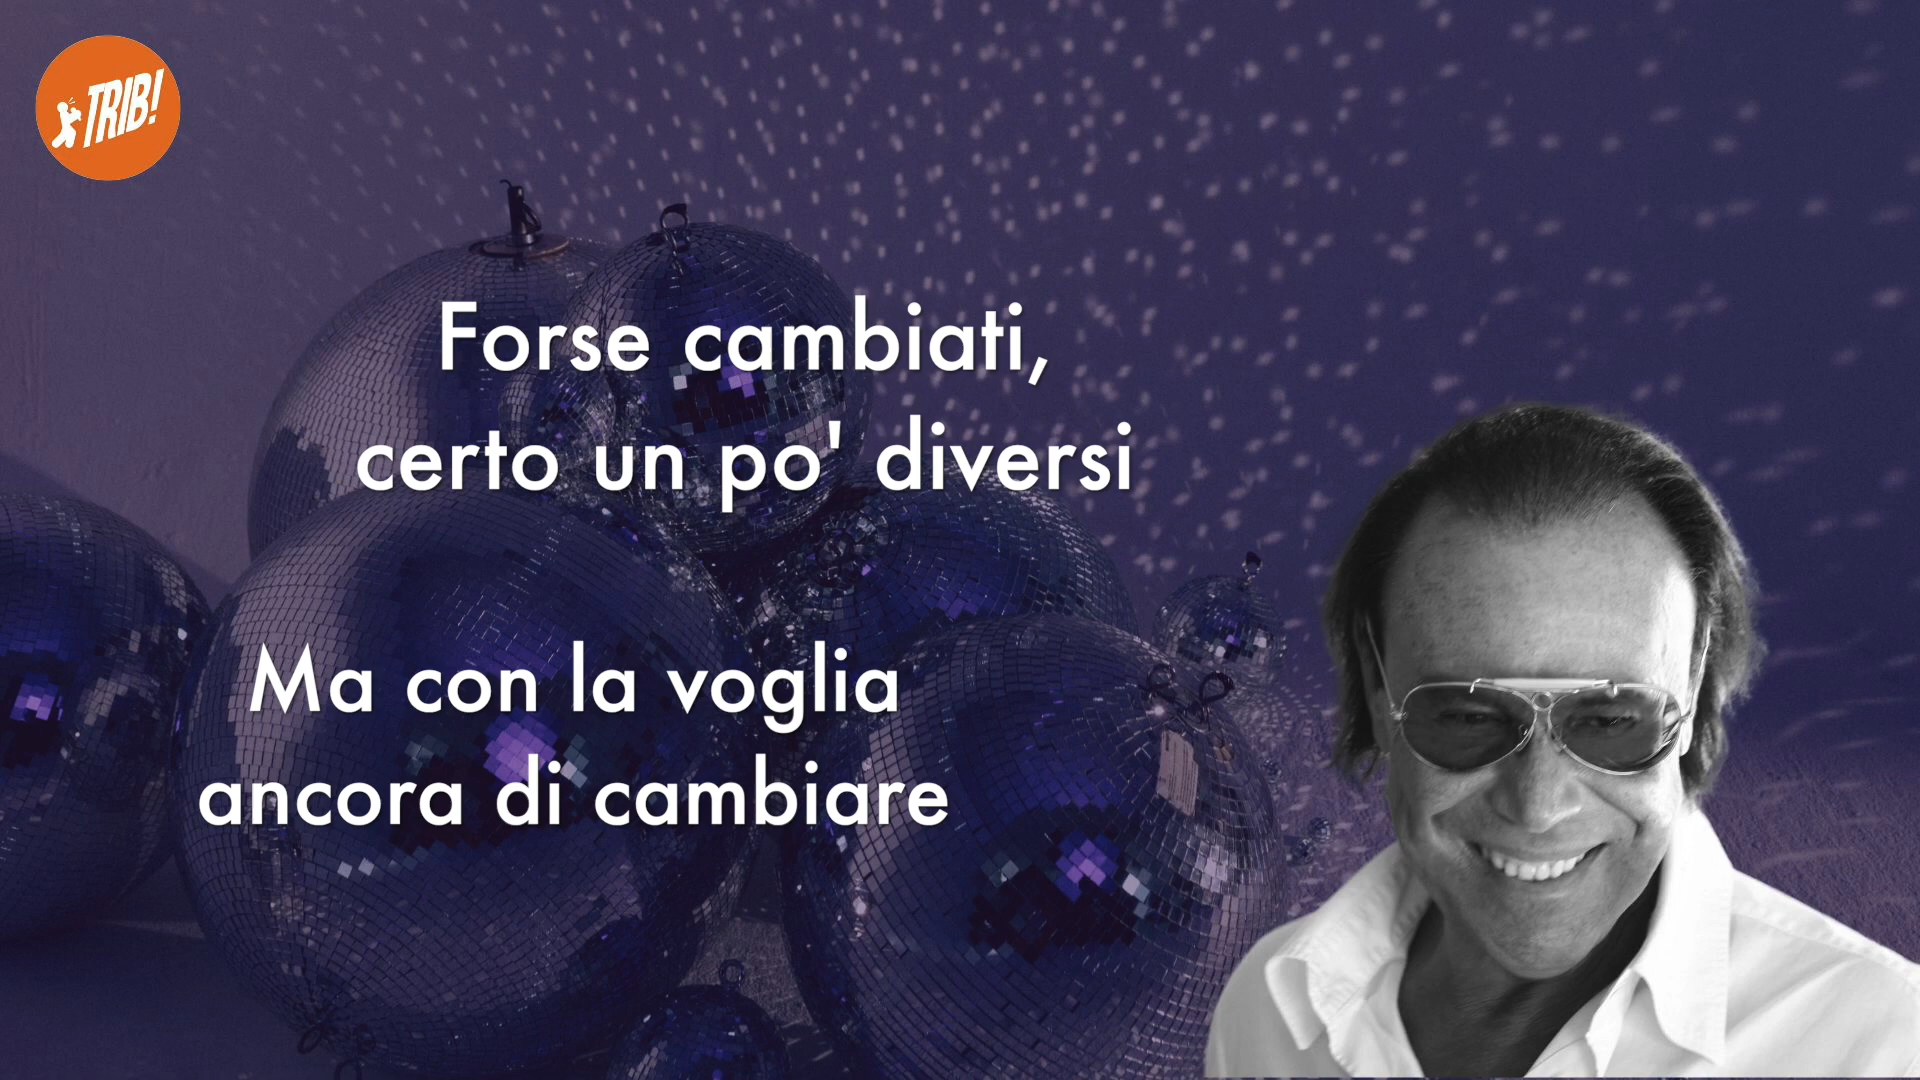 TRIB!
Forse cambiati,
certo un po' diversi
Ma con la voglia
ancora di cambiare